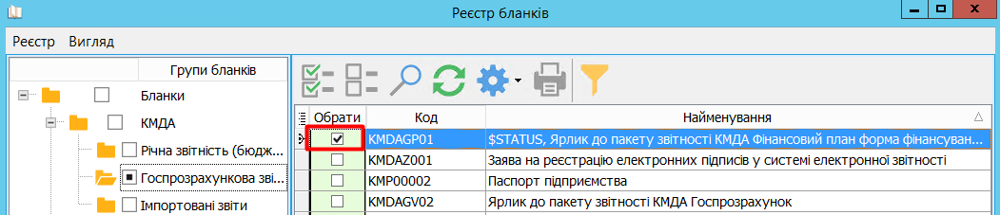 Реєстр бланків
Реєстр Вигляд
Групи бланків
Бланки
КМДА
Річна звітність (бюдж...
Госпрозрахункова зві...
Імпортовані звіти
Обрати Код Найменування
KMDAGP01 $STATUS, Ярлик до пакету звітності КМДА Фінансовий план форма фінансуван...
KMDAZ001 Заява на реєстрацію електронних підписів у системі електронної звітності
KMP00002 Паспорт підприємства
KMDAGV02 Ярлик до пакету звітності КМДА Госпрозрахунок